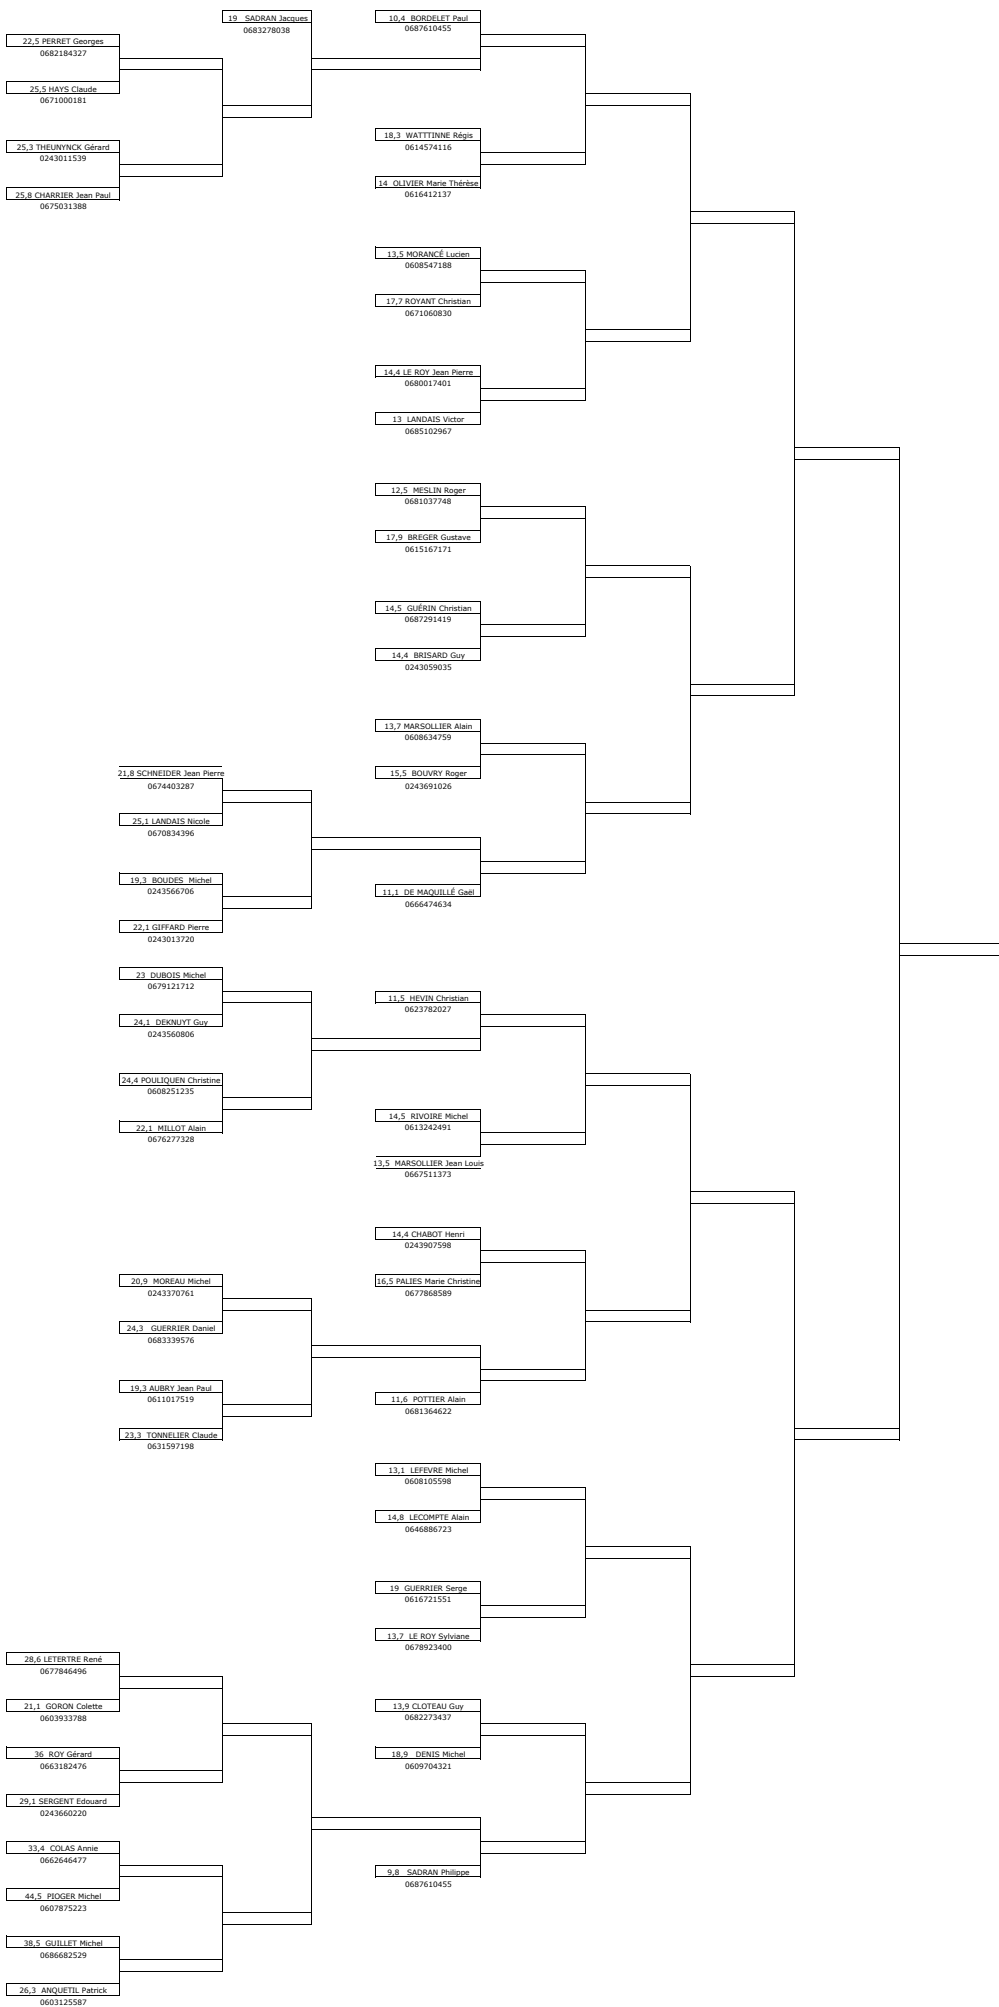 19 SADRAN Jacques
0683278038
10,4 BORDELET Paul
0687610455
22,5 PERRET Georges
0682184327
25,5 HAYS Claude
0671000181
25,3 THEUNYNCK Gérard
0243011539
25,8 CHARRIER Jean Paul
0675031388
18,3 WATTTINNE Régis
0614574116
14 OLIVIER Marie Thérèse
0616412137
13,5 MORANCÉ Lucien
0608547188
17,7 ROYANT Christian
0671060830
14,4 LE ROY Jean Pierre
0680017401
13 LANDAIS Victor
0685102967
12,5 MESLIN Roger
0681037748
17,9 BREGER Gustave
0615167171
14,5 GUÉRIN Christian
0687291419
14,4 BRISARD Guy
0243059035
13,7 MARSOLLIER Alain
0608634759
15,5 BOUVRY Roger
0243691026
21,8 SCHNEIDER Jean Pierre
0674403287
25,1 LANDAIS Nicole
0670834396
19,3 BOUDES Michel
0243566706
22,1 GIFFARD Pierre
0243013720
11,1 DE MAQUILLÉ Gaël
0666474634
23 DUBOIS Michel
0679121712
24,1 DEKNUYT Guy
0243560806
24,4 POULIQUEN Christine
0608251235
22,1 MILLOT Alain
0676277328
11,5 HEVIN Christian
0623782027
14,5 RIVOIRE Michel
0613242491
13,5 MARSOLLIER Jean Louis
0667511373
14,4 CHABOT Henri
0243907598
16,5 PALIES Marie Christine
0677868589
20,9 MOREAU Michel
0243370761
24,3 GUERRIER Daniel
0683339576
19,3 AUBRY Jean Paul
0611017519
23,3 TONNELIER Claude
0631597198
11,6 POTTIER Alain
0681364622
13,1 LEFEVRE Michel
0608105598
14,8 LECOMPTE Alain
0646886723
19 GUERRIER Serge
0616721551
13,7 LE ROY Sylviane
0678923400
28,6 LETERTRE René
0677846496
21,1 GORON Colette
0603933788
36 ROY Gérard
0663182476
29,1 SERGENT Edouard
0243660220
13,9 CLOTEAU Guy
0682273437
18,9 DENIS Michel
0609704321
33,4 COLAS Annie
0662646477
44,5 PIOGER Michel
0607875223
38,5 GUILLET Michel
0686682529
26,3 ANQUETIL Patrick
0603125587
9,8 SADRAN Philippe
0687610455